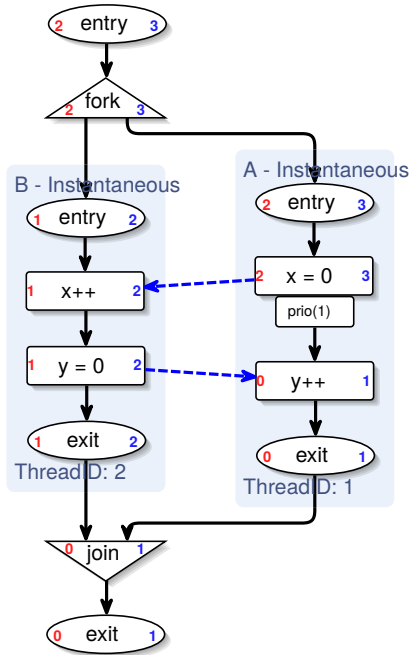 2 entry 3
fork
2 3
A - Instantaneous
B - Instantaneous
2 entry 3
1 entry 2
2 x = 0 3
1 x++ 2
prio(1)
1 y = 0 2
0 y++ 1
1 exit 2
0 exit 1
ThreadID: 2
ThreadID: 1
0 join 1
0 exit 1